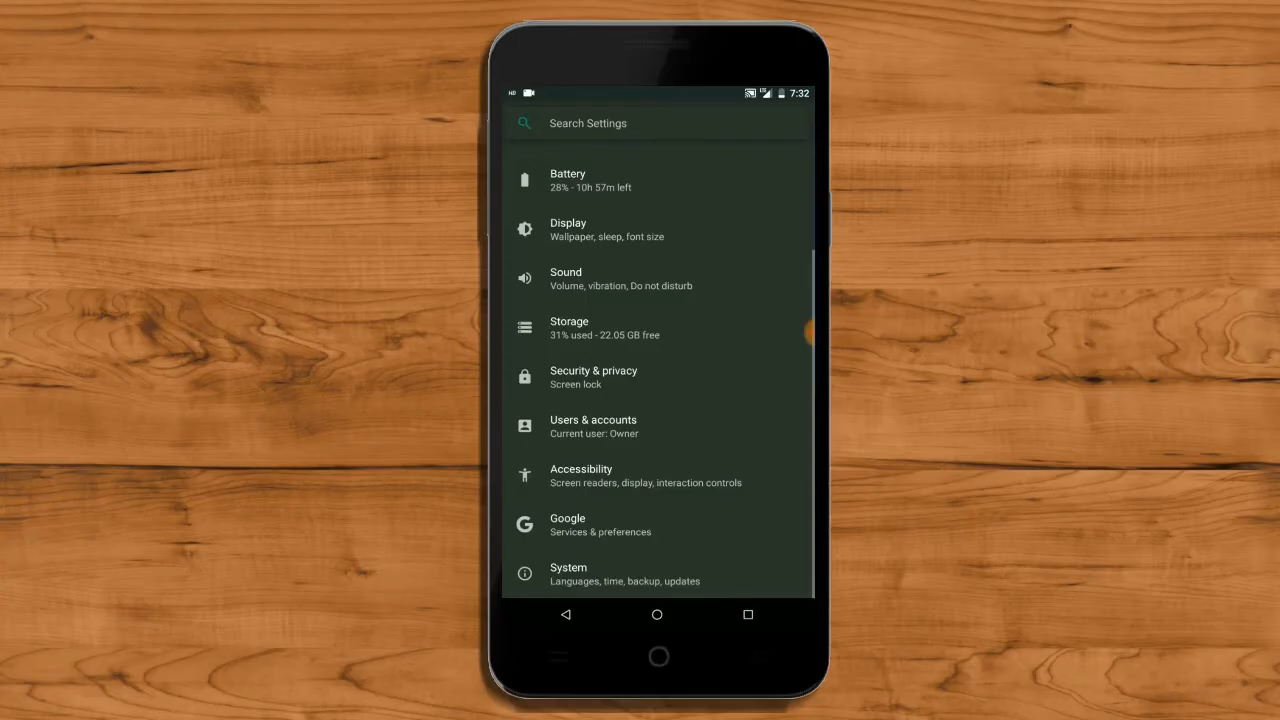 HD
LTE
7:32
Search Settings
Battery
28% - 10h 57m left
Display
Wallpaper, sleep, font size
Sound
Volume, vibration, Do not disturb
Storage
31% used - 22.05 GB free
Security & privacy
Screen lock
Users & accounts
Current user: Owner
Accessibility
Screen readers, display, interaction controls
Google
Services & preferences
System
Languages, time, backup, updates